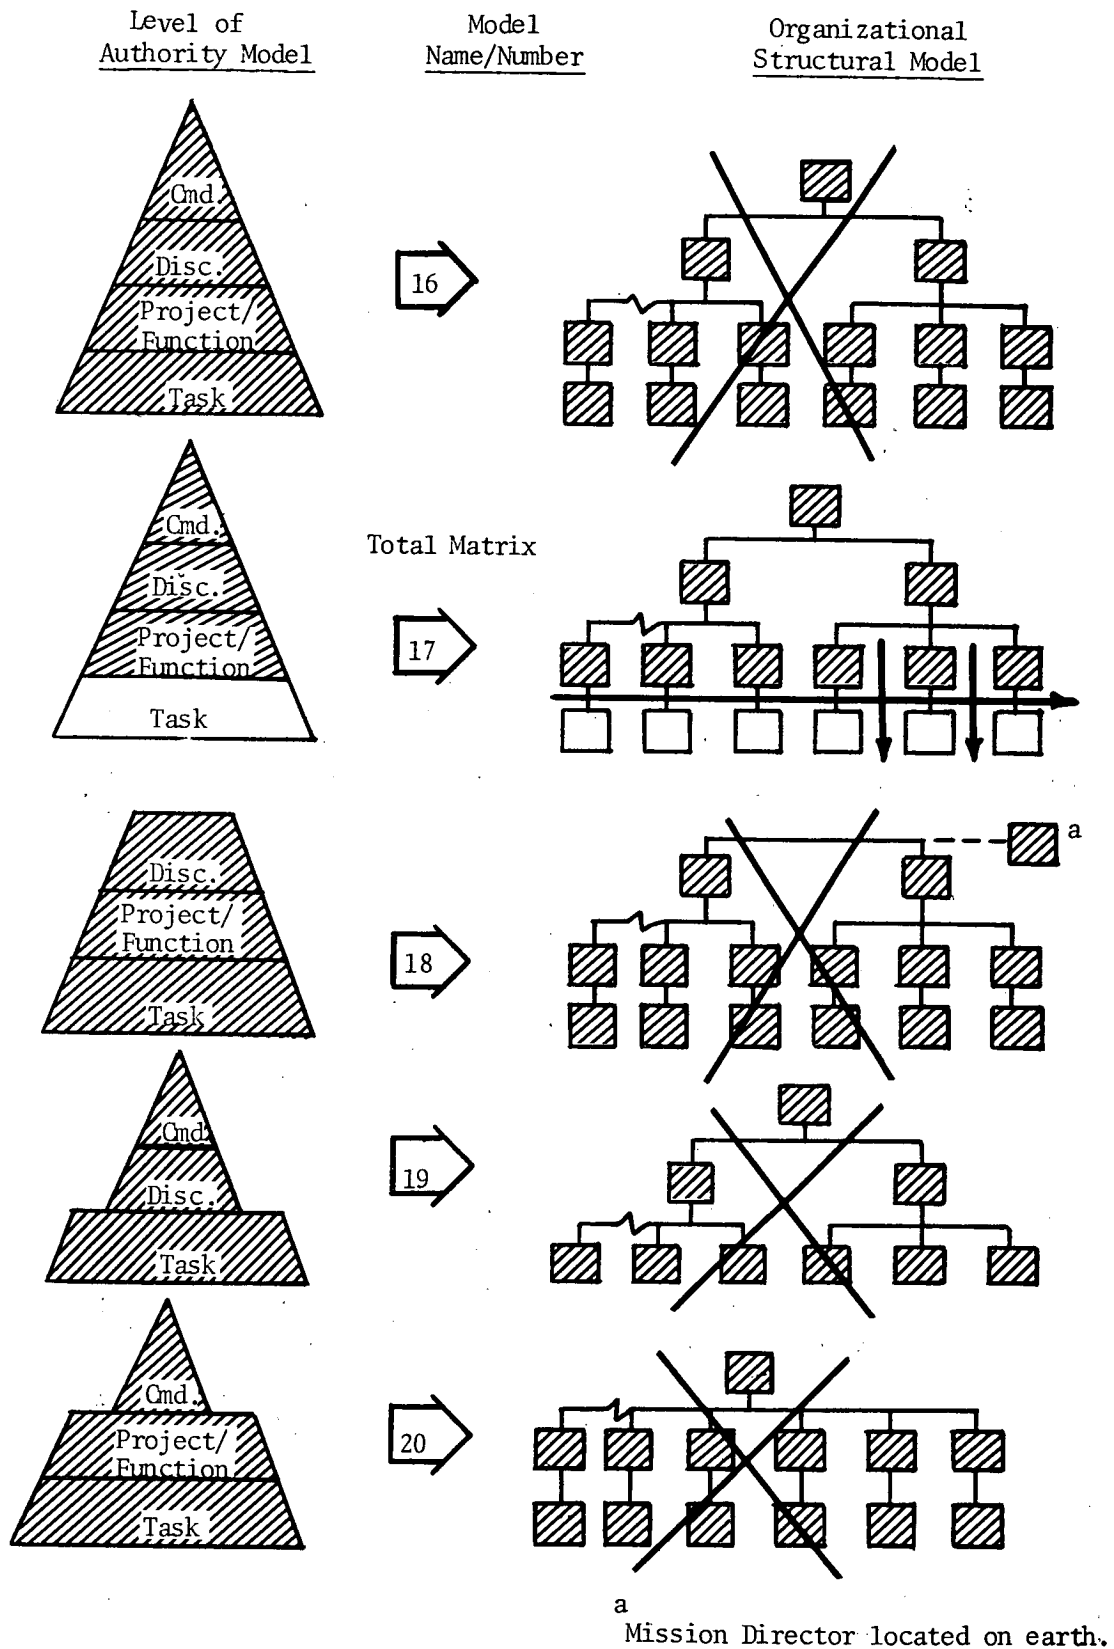 Level of
Authority Model
Model
Name/Number
Organizational
Structural Model
Cmd.
Disc.
Project/
Function
Task
16
Cmd.
Disc.
Project/
Function
Task
Total Matrix
17
Disc.
Project/
Function
Task
18
a
Cmd
Disc.
Task
19
Cmd.
Project/
Function
Task
20
a
Mission Director located on earth.